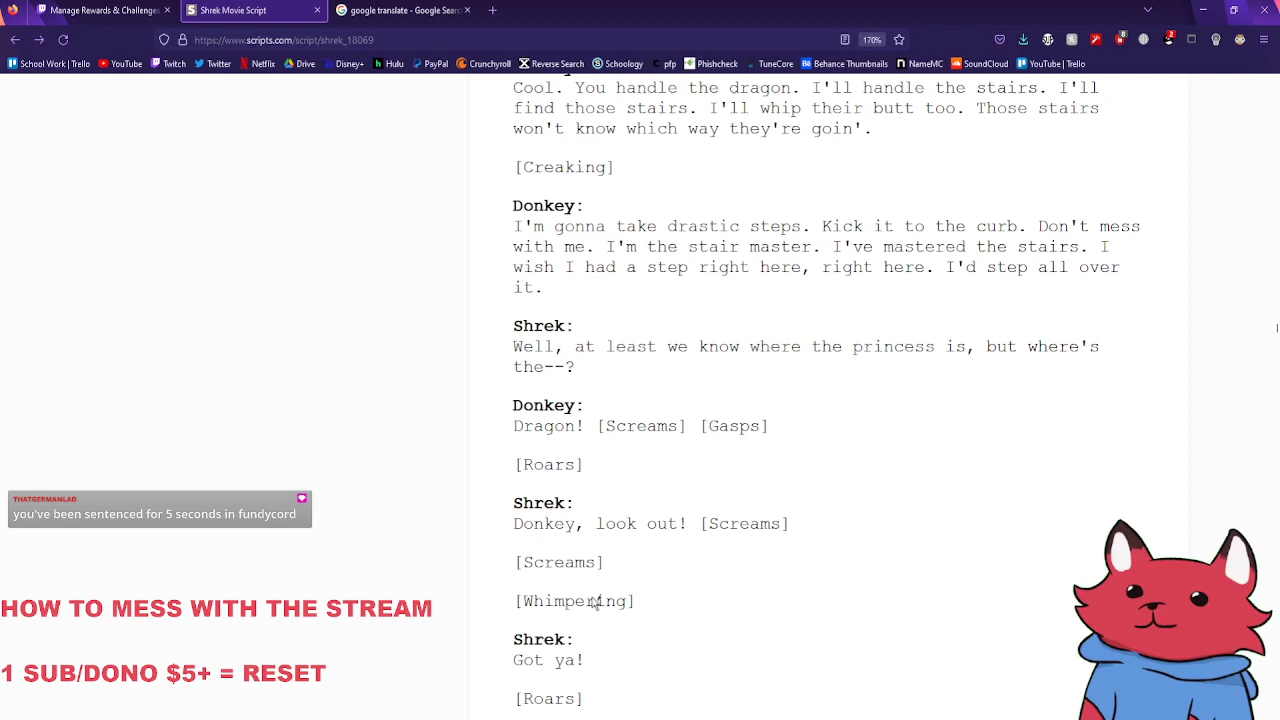 Manage Rewards & Challenges
Shrek Movie Script
google translate - Google Sear
https://www.scripts.com/script/shrek_18069
170%
School Work | Trello
YouTube
Twitch
Twitter
Netflix
Drive
Disney+
Hulu
PayPal
Crunchyroll
Reverse Search
Schoology
pfp
Phishcheck
TuneCore
Behance Thumbnails
NameMC
SoundCloud
YouTube | Trello
Cool. You handle the dragon. I'll handle the stairs. I'll
find those stairs. I'll whip their butt too. Those stairs
won't know which way they're goin'.
[Creaking]
Donkey:
I'm gonna take drastic steps. Kick it to the curb. Don't mess
with me. I'm the stair master. I've mastered the stairs. I
wish I had a step right here, right here. I'd step all over
it.
Shrek:
Well, at least we know where the princess is, but where's
the--?
Donkey:
Dragon! [Screams] [Gasps]
[Roars]
Shrek:
Donkey, look out! [Screams]
[Screams]
[Whimpering]
Shrek:
Got ya!
[Roars]
THATGERMANLAD
you've been sentenced for 5 seconds in fundycord
HOW TO MESS WITH THE STREAM
1 SUB/DONO $5+ = RESET